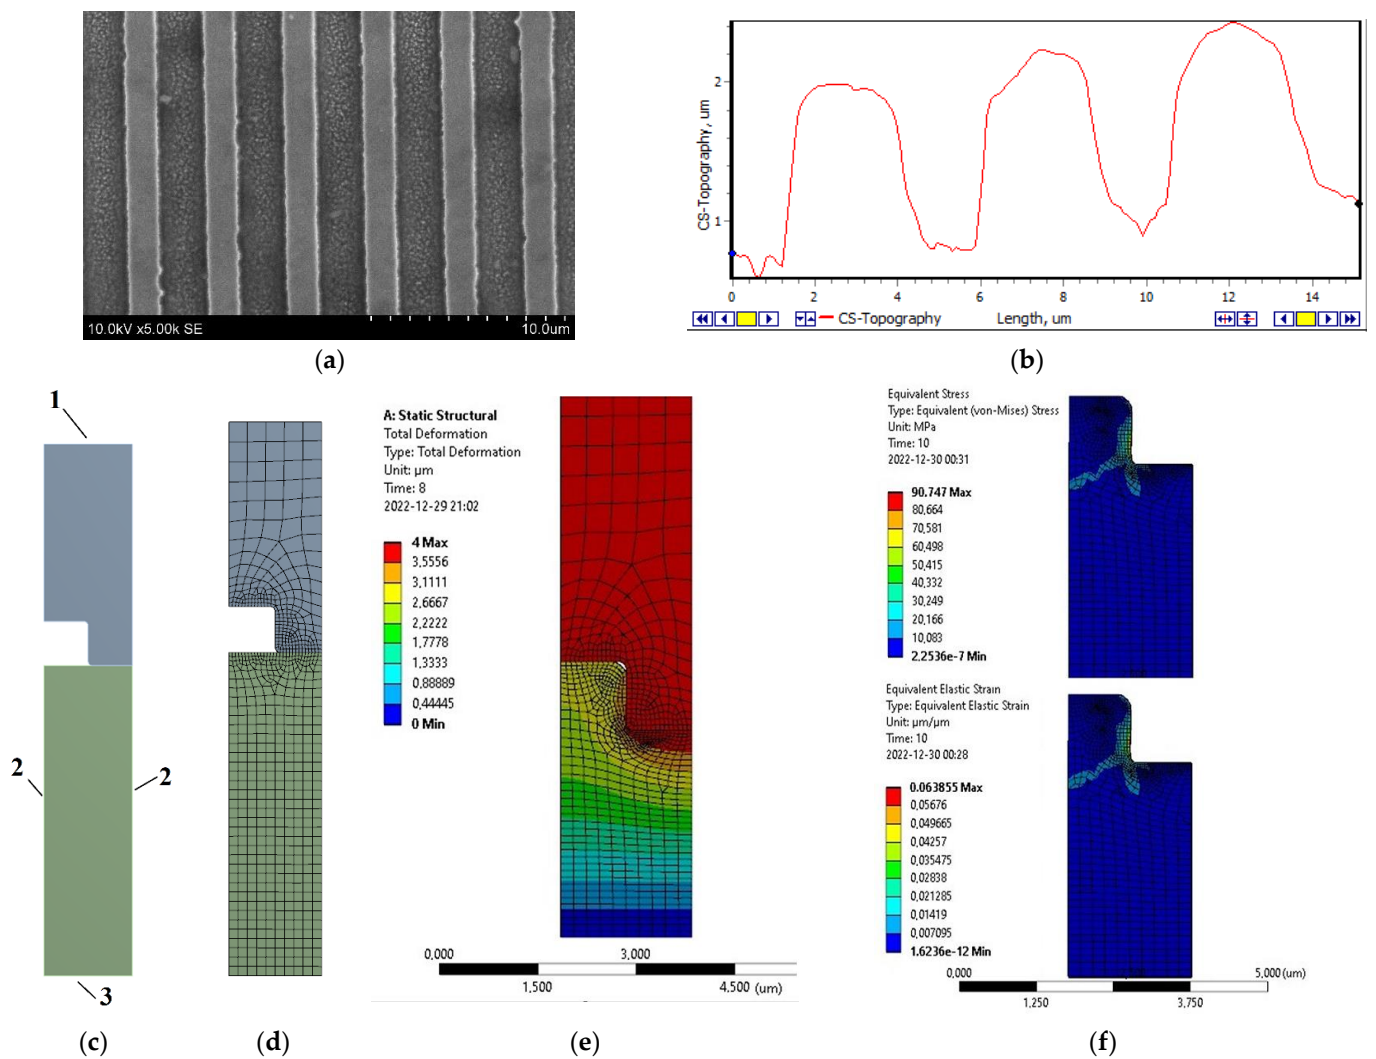 10.0kV x5.00k SE
10.0um
(a)
CS-Topography, um
2
1
0
2
4
6
8
10
12
14
CS-Topography
Length, um
(b)
1
2
2
3
(c)
(d)
A: Static Structural
Total Deformation
Type: Total Deformation
Unit: µm
Time: 8
2022-12-29 21:02
4 Max
3,5556
3,1111
2,6667
2,2222
1,7778
1,3333
0,88889
0,44445
0 Min
0,000
3,000
1,500
4,500 (um)
(e)
Equivalent Stress
Type: Equivalent (von-Mises) Stress
Unit: MPa
Time: 10
2022-12-30 00:31
90.747 Max
80,664
70,581
60,498
50,415
40,332
30,249
20,166
10,083
2.2536e-7 Min
Equivalent Elastic Strain
Type: Equivalent Elastic Strain
Unit: µm/µm
Time: 10
2022-12-30 00:28
0.063855 Max
0,05676
0,049665
0,04257
0,035475
0,02838
0,021285
0,01419
0,007095
1.6236e-12 Min
0,000
5,000 (um)
1,250
3,750
(f)